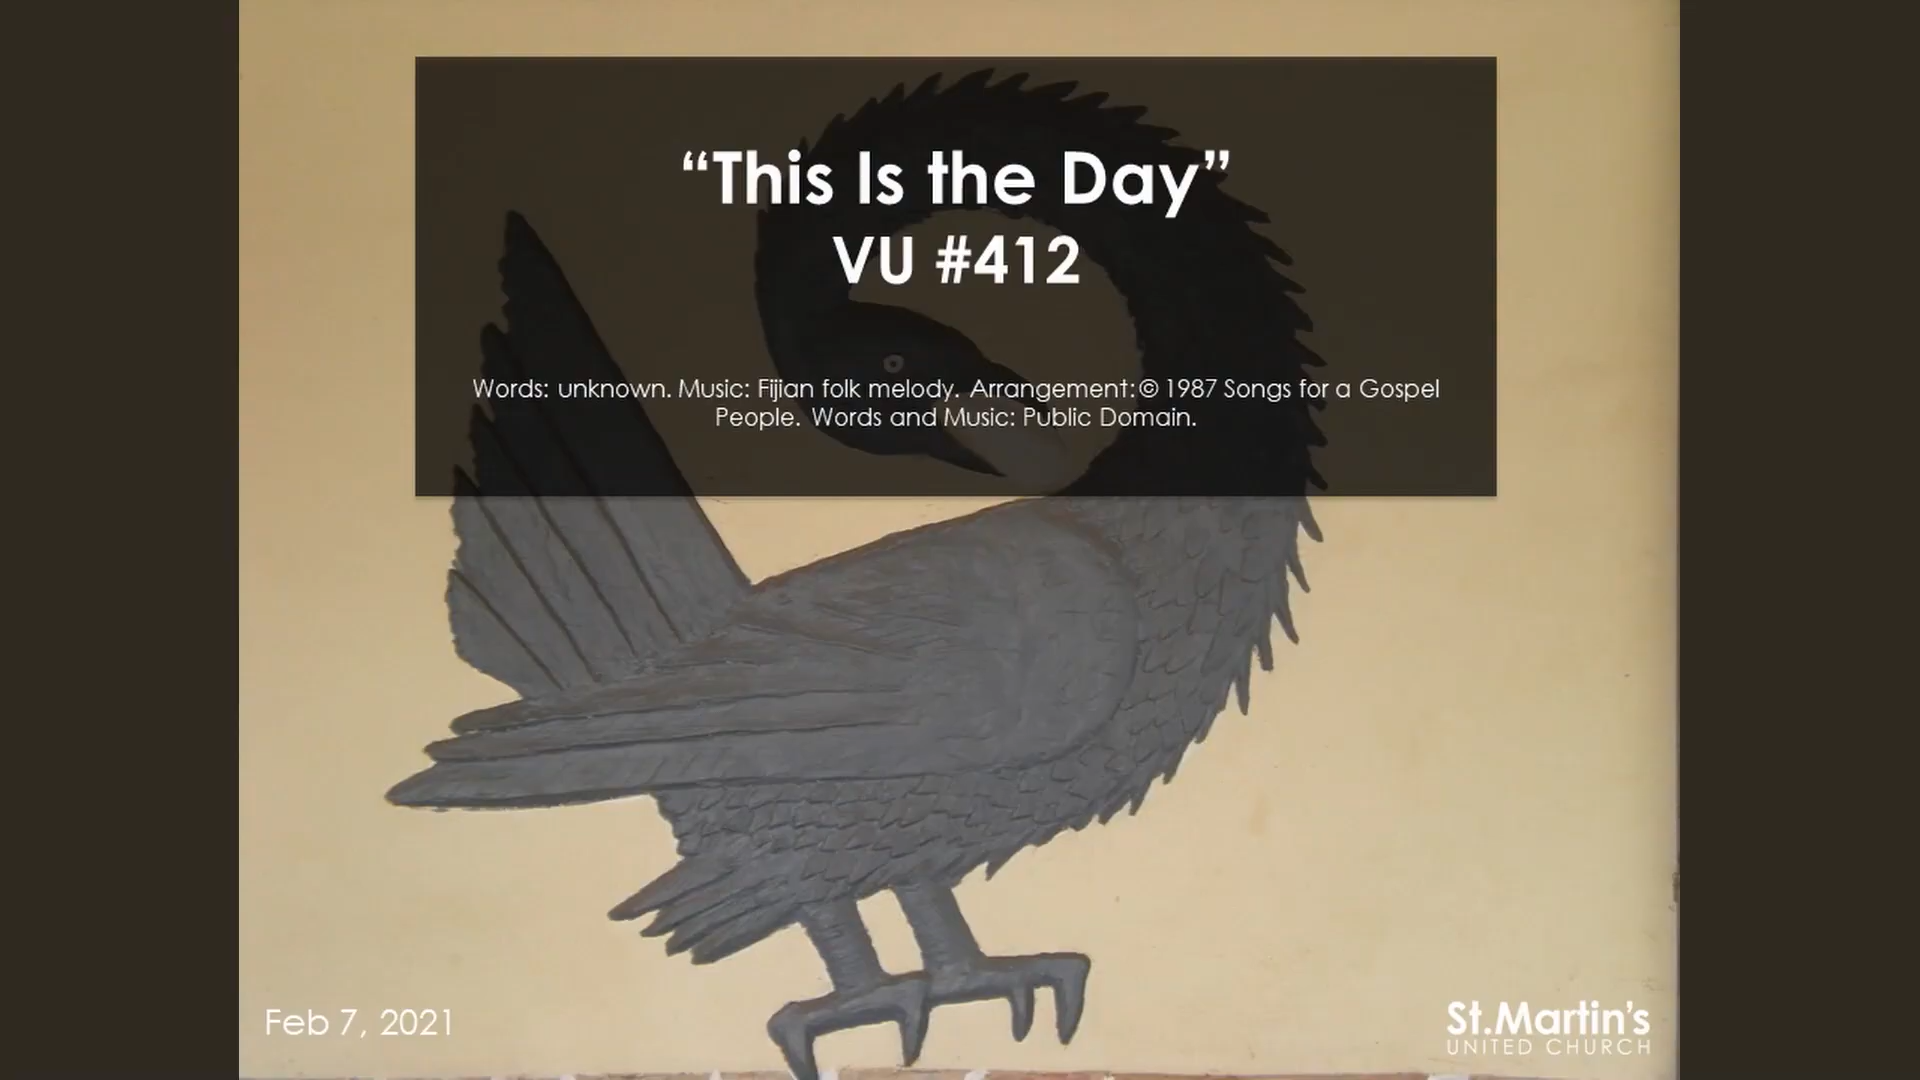 “This Is the Day”
VU #412
Words: unknown. Music: Fijian folk melody. Arrangement:© 1987 Songs for a Gospel
People. Words and Music: Public Domain.
Feb 7, 2021
St.Martin’s
UNITED CHURCH